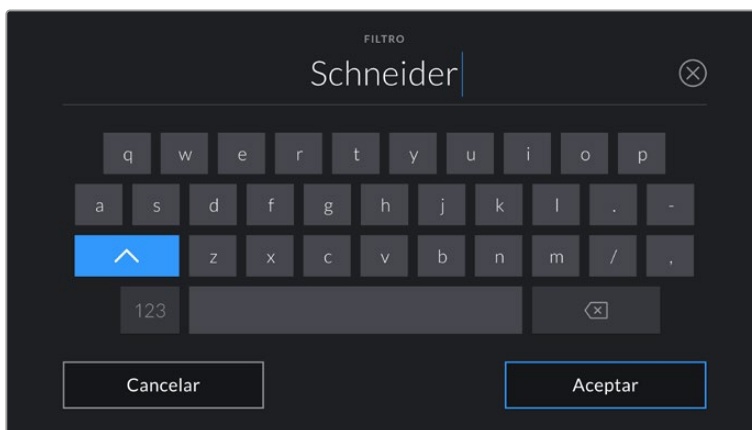 FILTRO
Schneider
q w e r t y u i o p
a s d f g h j k l . -
z x c v b n m / ,
123
Cancelar Aceptar